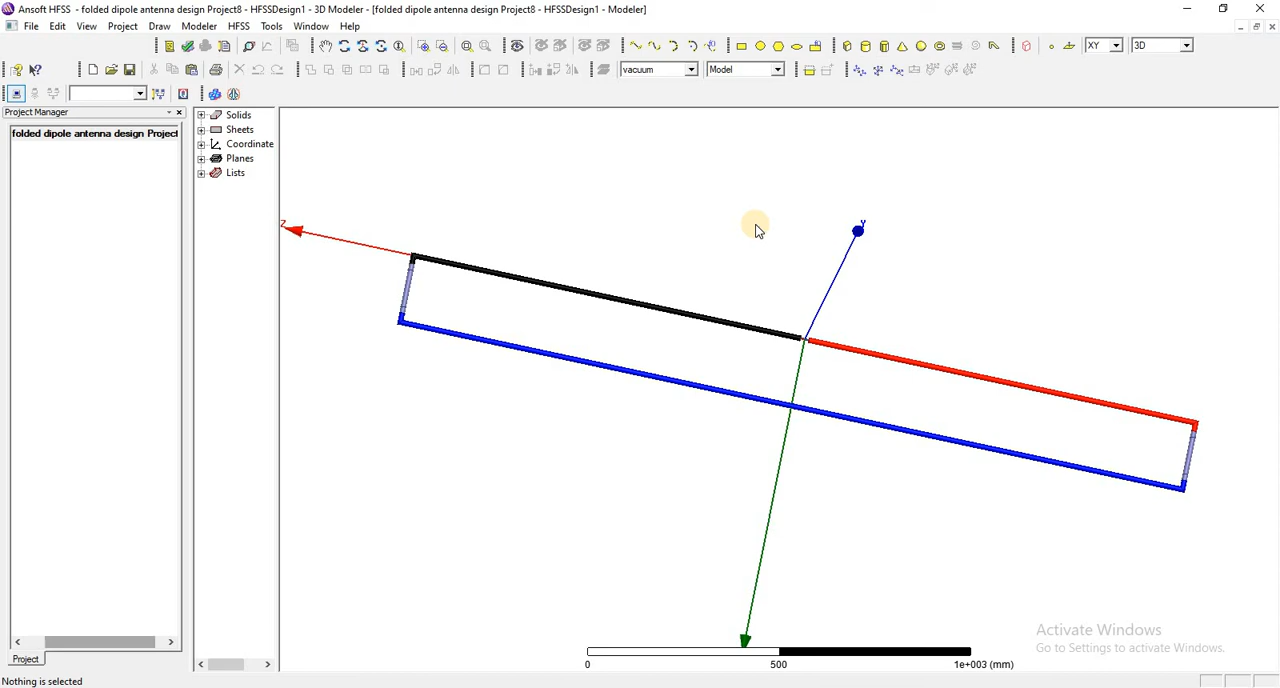 Ansoft HFSS - folded dipole antenna design Project8 - HFSSDesign1 - 3D Modeler - [folded dipole antenna design Project8 - HFSSDesign1 - Modeler]
File Edit View Project Draw Modeler HFSS Tools Window Help
XY 3D
vacuum Model
Project Manager
folded dipole antenna design Project
Solids
Sheets
Coordinate
Planes
Lists
Z
Y
0 500 1e+003 (mm)
Activate Windows
Go to Settings to activate Windows.
Project
Nothing is selected